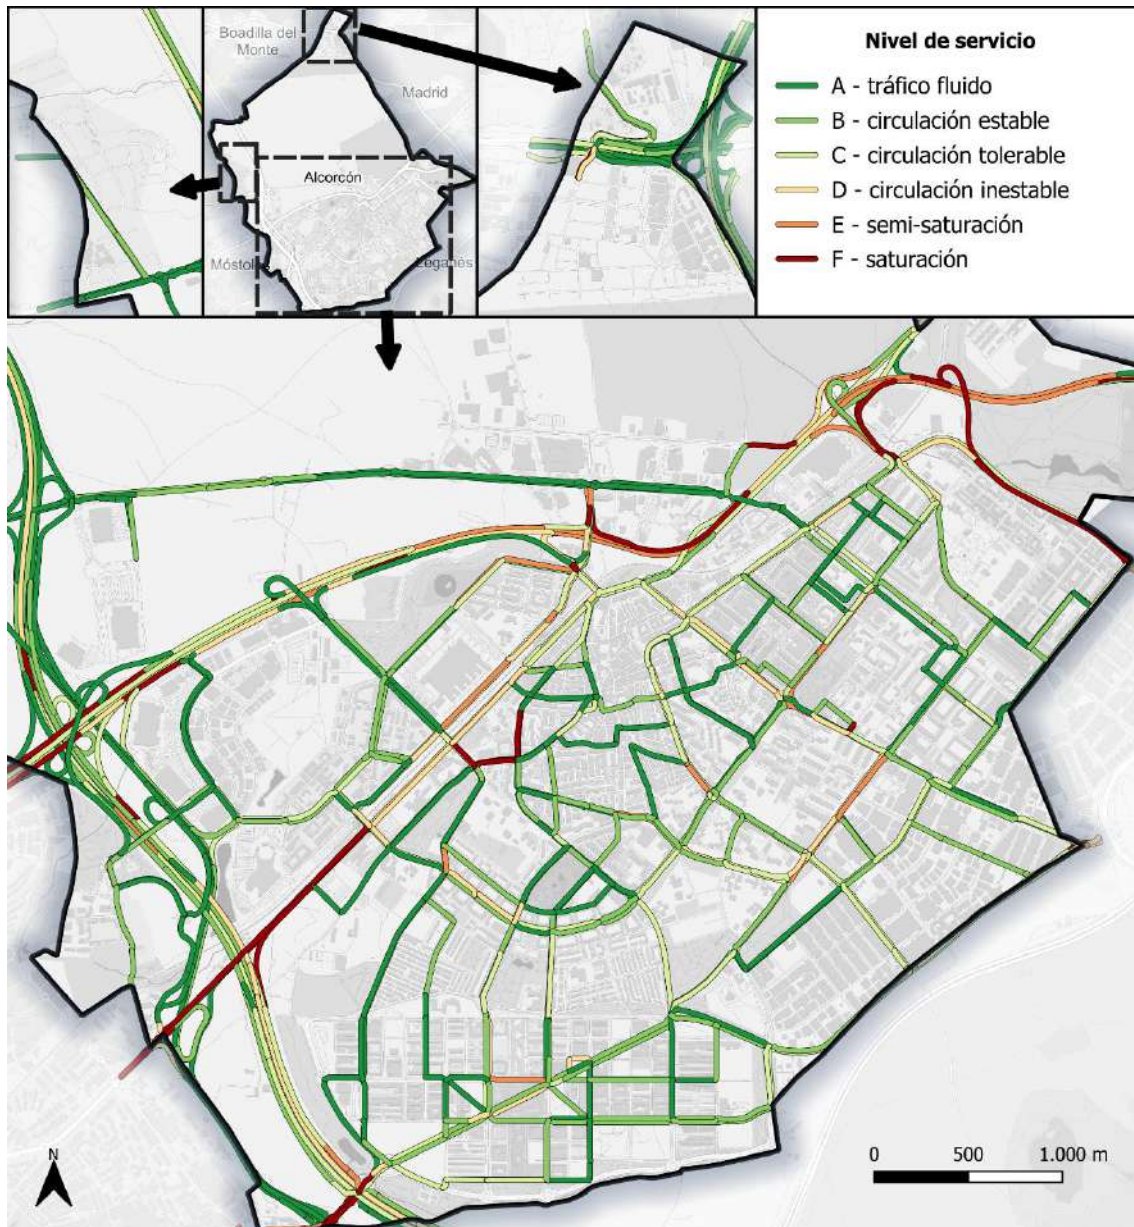 Boadilla del
Monte
Madrid
Alcorcón
Móstoles
Leganés
Nivel de servicio
A - tráfico fluido
B - circulación estable
C - circulación tolerable
D - circulación inestable
E - semi-saturación
F - saturación
N
0 500 1.000 m